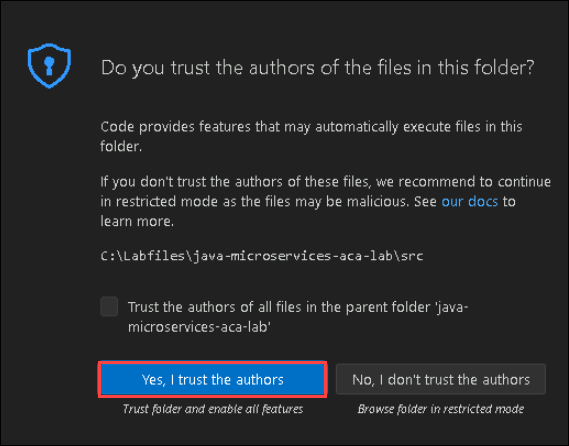 Do you trust the authors of the files in this folder?
Code provides features that may automatically execute files in this
folder.
If you don't trust the authors of these files, we recommend to continue
in restricted mode as the files may be malicious. See our docs to
learn more.
C:\Labfiles\java-microservices-aca-lab\src
Trust the authors of all files in the parent folder 'java-
microservices-aca-lab'
Yes, I trust the authors
No, I don't trust the authors
Trust folder and enable all features
Browse folder in restricted mode